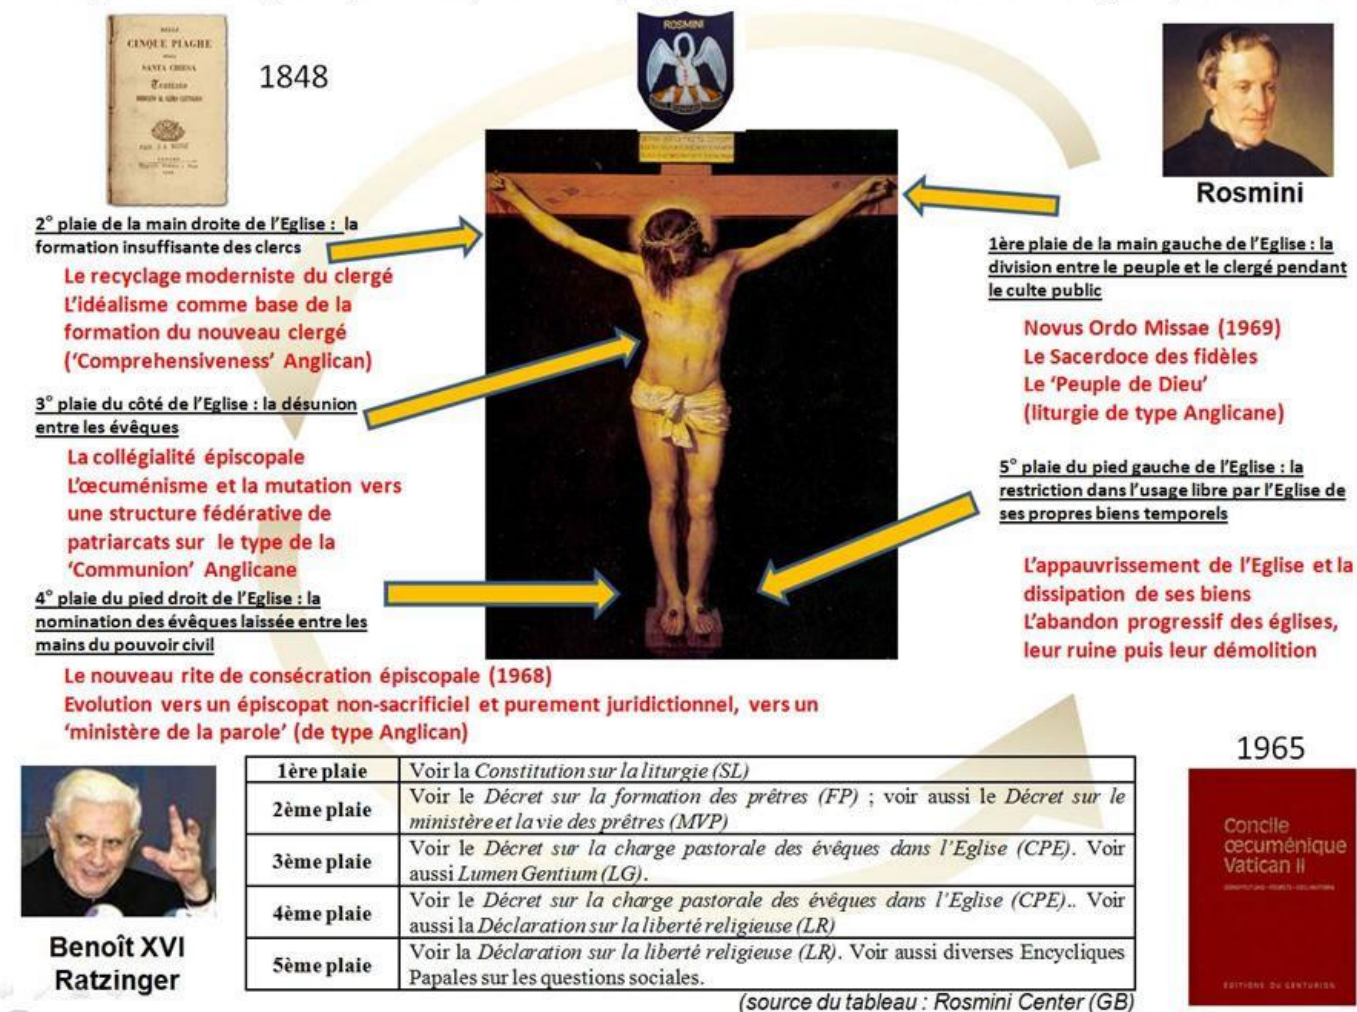 DELLE
CINQUE PIAGHE
DELLA
SANTA CHIESA
1848
ROSMINI
Rosmini
2° plaie de la main droite de l'Eglise : la
formation insuffisante des clercs
Le recyclage moderniste du clergé
L'idéalisme comme base de la
formation du nouveau clergé
('Comprehensiveness' Anglican)
3° plaie du côté de l'Eglise : la désunion
entre les évêques
La collégialité épiscopale
L'œcuménisme et la mutation vers
une structure fédérative de
patriarcats sur le type de la
'Communion' Anglicane
4° plaie du pied droit de l'Eglise : la
nomination des évêques laissée entre les
mains du pouvoir civil
Le nouveau rite de consécration épiscopale (1968)
Evolution vers un épiscopat non-sacrificiel et purement juridictionnel, vers un
'ministère de la parole' (de type Anglican)
1ère plaie de la main gauche de l'Eglise : la
division entre le peuple et le clergé pendant
le culte public
Novus Ordo Missae (1969)
Le Sacerdoce des fidèles
Le 'Peuple de Dieu'
(liturgie de type Anglicane)
5° plaie du pied gauche de l'Eglise : la
restriction dans l'usage libre par l'Eglise de
ses propres biens temporels
L'appauvrissement de l'Eglise et la
dissipation de ses biens
L'abandon progressif des églises,
leur ruine puis leur démolition
Benoît XVI
Ratzinger
1ère plaie Voir la Constitution sur la liturgie (SL)
2ème plaie Voir le Décret sur la formation des prêtres (FP) ; voir aussi le Décret sur le
ministère et la vie des prêtres (MVP)
3ème plaie Voir le Décret sur la charge pastorale des évêques dans l'Eglise (CPE). Voir
aussi Lumen Gentium (LG).
4ème plaie Voir le Décret sur la charge pastorale des évêques dans l'Eglise (CPE).. Voir
aussi la Déclaration sur la liberté religieuse (LR)
5ème plaie Voir la Déclaration sur la liberté religieuse (LR). Voir aussi diverses Encycliques
Papales sur les questions sociales.
(source du tableau : Rosmini Center (GB)
1965
Concile
œcuménique
Vatican II
EDITIONS DU CENTURION